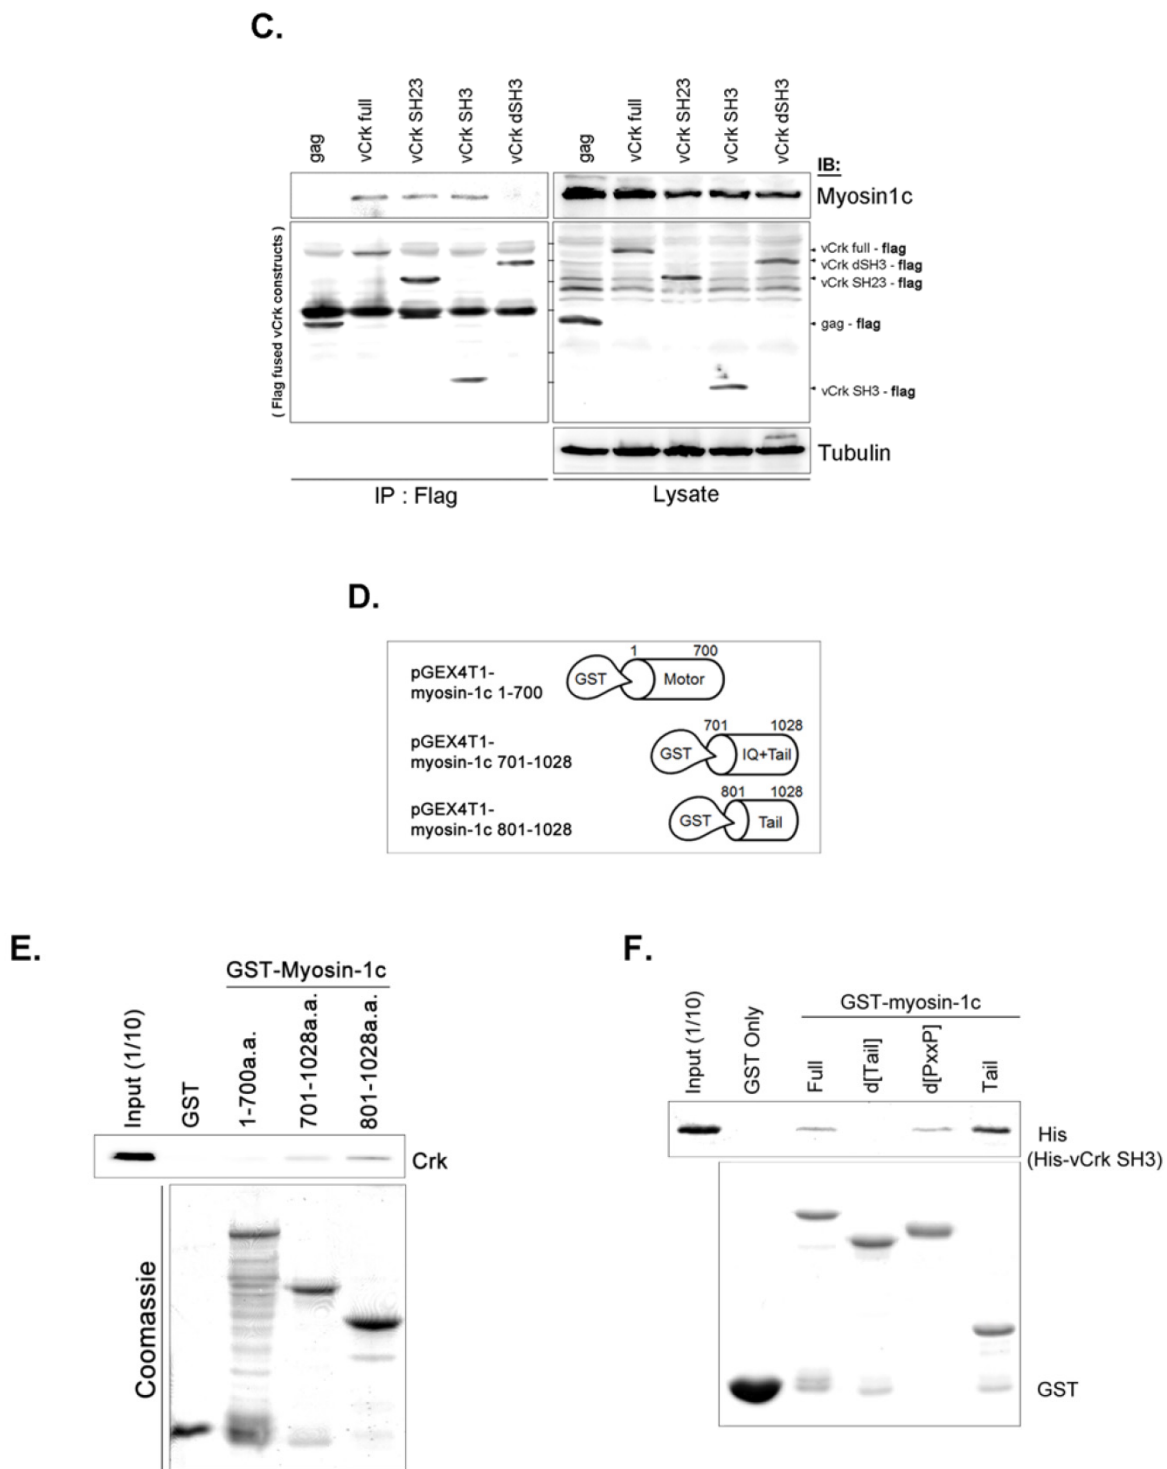 C.
gag
vCrk full
vCrk SH23
vCrk SH3
vCrk dSH3
gag
vCrk full
vCrk SH23
vCrk SH3
vCrk dSH3
IB:
Myosin1c
( Flag fused vCrk constructs )
vCrk full - flag
vCrk dSH3 - flag
vCrk SH23 - flag
gag - flag
vCrk SH3 - flag
Tubulin
IP : Flag
Lysate
D.
pGEX4T1-
myosin-1c 1-700
GST
1 700
Motor
pGEX4T1-
myosin-1c 701-1028
GST
701 1028
IQ+Tail
pGEX4T1-
myosin-1c 801-1028
GST
801 1028
Tail
E.
GST-Myosin-1c
Input (1/10)
GST
1-700a.a.
701-1028a.a.
801-1028a.a.
Crk
Coomassie
F.
GST-myosin-1c
Input (1/10)
GST Only
Full
d[Tail]
d[PxxP]
Tail
His
(His-vCrk SH3)
GST